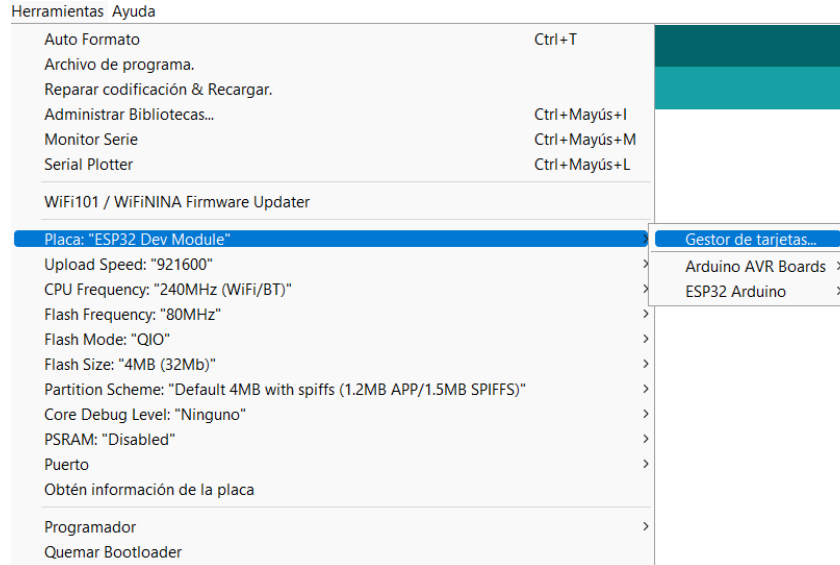 Herramientas Ayuda
Auto Formato Ctrl+T
Archivo de programa.
Reparar codificación & Recargar.
Administrar Bibliotecas... Ctrl+Mayús+I
Monitor Serie Ctrl+Mayús+M
Serial Plotter Ctrl+Mayús+L
WiFi101 / WiFiNINA Firmware Updater
Placa: "ESP32 Dev Module"
Gestor de tarjetas...
Upload Speed: "921600"
Arduino AVR Boards
CPU Frequency: "240MHz (WiFi/BT)"
ESP32 Arduino
Flash Frequency: "80MHz"
Flash Mode: "QIO"
Flash Size: "4MB (32Mb)"
Partition Scheme: "Default 4MB with spiffs (1.2MB APP/1.5MB SPIFFS)"
Core Debug Level: "Ninguno"
PSRAM: "Disabled"
Puerto
Obtén información de la placa
Programador
Quemar Bootloader